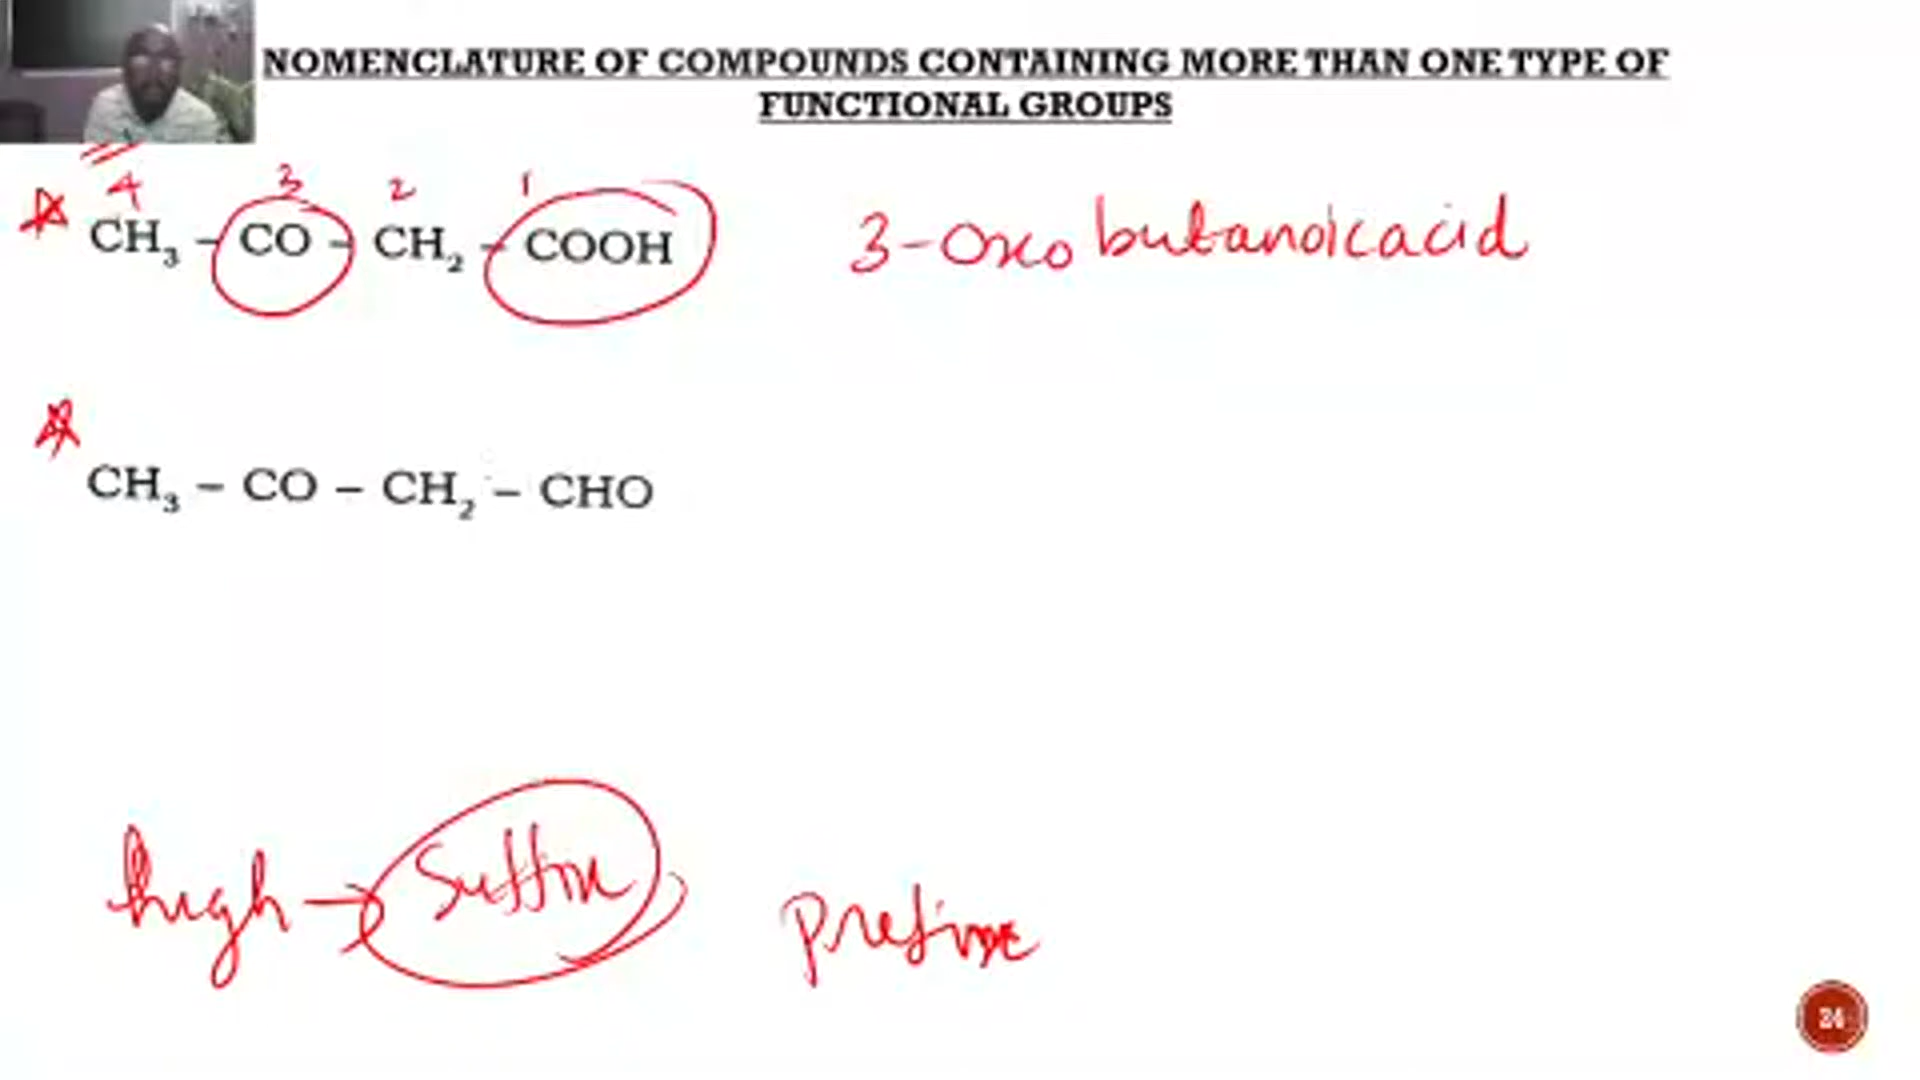 NOMENCLATURE OF COMPOUNDS CONTAINING MORE THAN ONE TYPE OF
FUNCTIONAL GROUPS
4 3 2 1
CH₃ – CO – CH₂ – COOH 3-Oxo butanoic acid
CH₃ – CO – CH₂ – CHO
high → Suffix Prefix
24